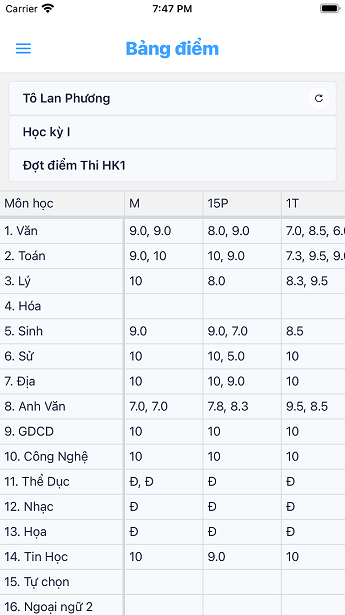 Carrier 7:47 PM
Bảng điểm
Tô Lan Phương
Học kỳ I
Đợt điểm Thi HK1
Môn học M 15P 1T
1. Văn 9.0, 9.0 8.0, 9.0 7.0, 8.5, 6.0
2. Toán 9.0, 10 10, 9.0 7.3, 9.5, 9.0
3. Lý 10 8.0 8.3, 9.5
4. Hóa
5. Sinh 9.0 9.0, 7.0 8.5
6. Sử 10 10, 5.0 10
7. Địa 10 10, 9.0 10
8. Anh Văn 7.0, 7.0 7.8, 8.3 9.5, 8.5
9. GDCD 10 10 10
10. Công Nghệ 10 10 10
11. Thể Dục Đ, Đ Đ Đ
12. Nhạc Đ Đ Đ
13. Họa Đ Đ Đ
14. Tin Học 10 9.0 10
15. Tự chọn
16. Ngoại ngữ 2